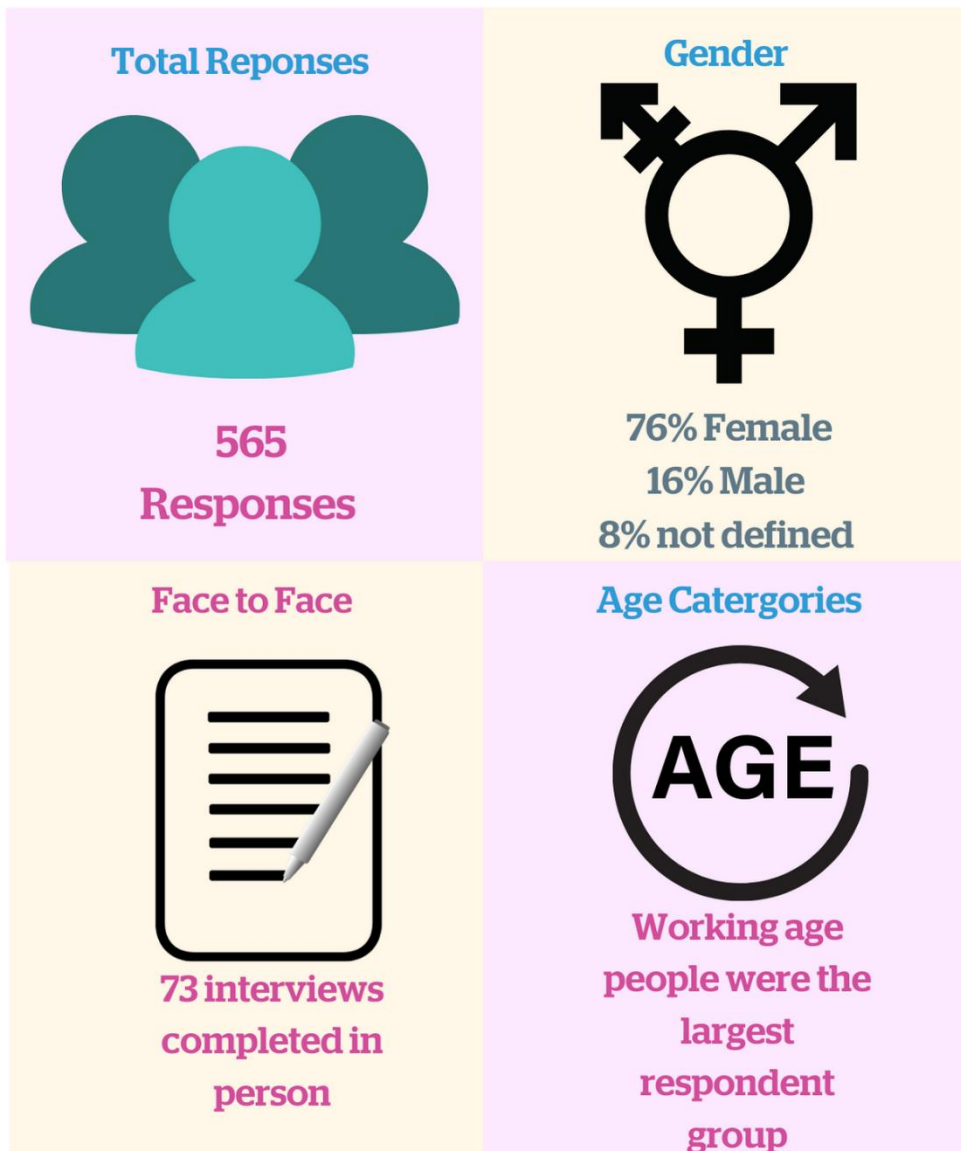 Total Reponses
565
Responses
Gender
76% Female
16% Male
8% not defined
Face to Face
73 interviews
completed in
person
Age Catergories
AGE
Working age
people were the
largest
respondent
group